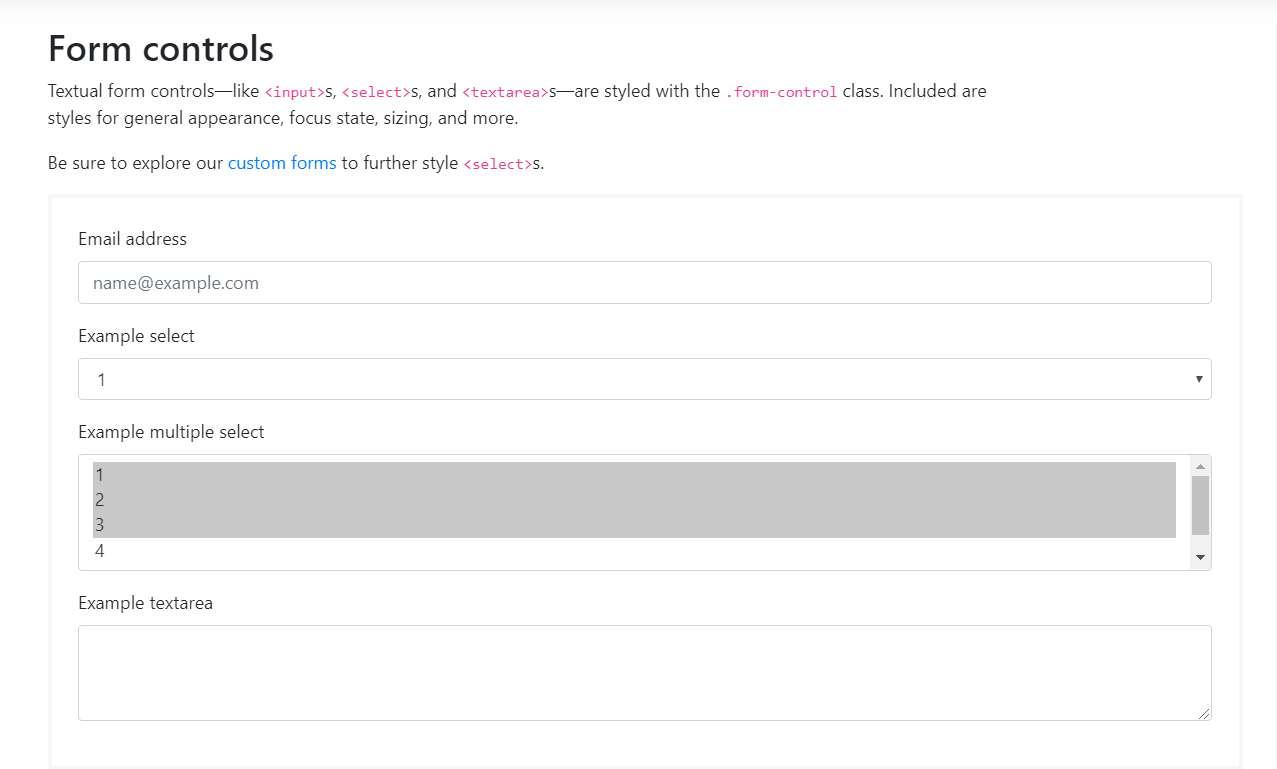 Form controls
Textual form controls—like <input>s, <select>s, and <textarea>s—are styled with the .form-control class. Included are
styles for general appearance, focus state, sizing, and more.
Be sure to explore our custom forms to further style <select>s.
Email address
name@example.com
Example select
1
Example multiple select
1
2
3
4
Example textarea